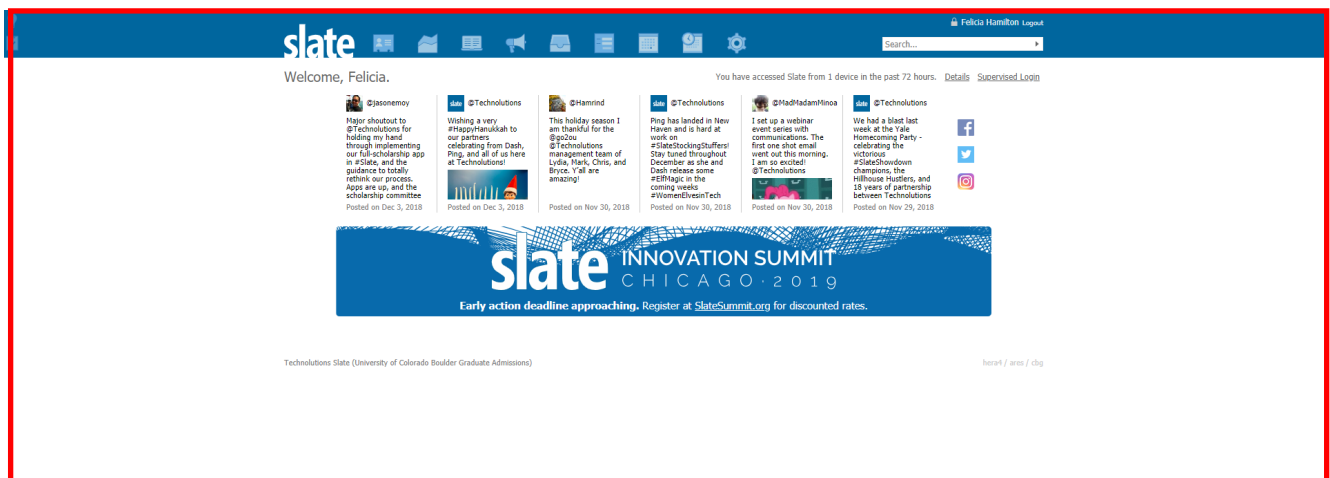 Felicia Hamilton Logout
slate
Search...
Welcome, Felicia.
You have accessed Slate from 1 device in the past 72 hours. Details Supervised Login
@jasonemoy
Major shoutout to
@Technolutions for
holding my hand
through implementing
our full-scholarship app
in #Slate, and the
guidance to totally
rethink our process.
Apps are up, and the
scholarship committee
Posted on Dec 3, 2018
slate @Technolutions
Wishing a very
#HappyHanukkah to
our partners
celebrating from Dash,
Ping, and all of us here
at Technolutions!
Posted on Dec 3, 2018
@Hamrind
This holiday season I
am thankful for the
@go2ou
@Technolutions
management team of
Lydia, Mark, Chris, and
Bryce. Y'all are
amazing!
Posted on Nov 30, 2018
slate @Technolutions
Ping has landed in New
Haven and is hard at
work on
#SlateStockingStuffers!
Stay tuned throughout
December as she and
Dash release some
#ElfMagic in the
coming weeks
#WomenElvesinTech
Posted on Nov 30, 2018
@MadMadamMinoa
I set up a webinar
event series with
communications. The
first one shot email
went out this morning.
I am so excited!
@Technolutions
Posted on Nov 30, 2018
slate @Technolutions
We had a blast last
week at the Yale
Homecoming Party -
celebrating the
victorious
#SlateShowdown
champions, the
Hillhouse Hustlers, and
18 years of partnership
between Technolutions
Posted on Nov 29, 2018
slate INNOVATION SUMMIT
CHICAGO · 2019
Early action deadline approaching. Register at SlateSummit.org for discounted rates.
Technolutions Slate (University of Colorado Boulder Graduate Admissions)
hera4 / ares / cbg